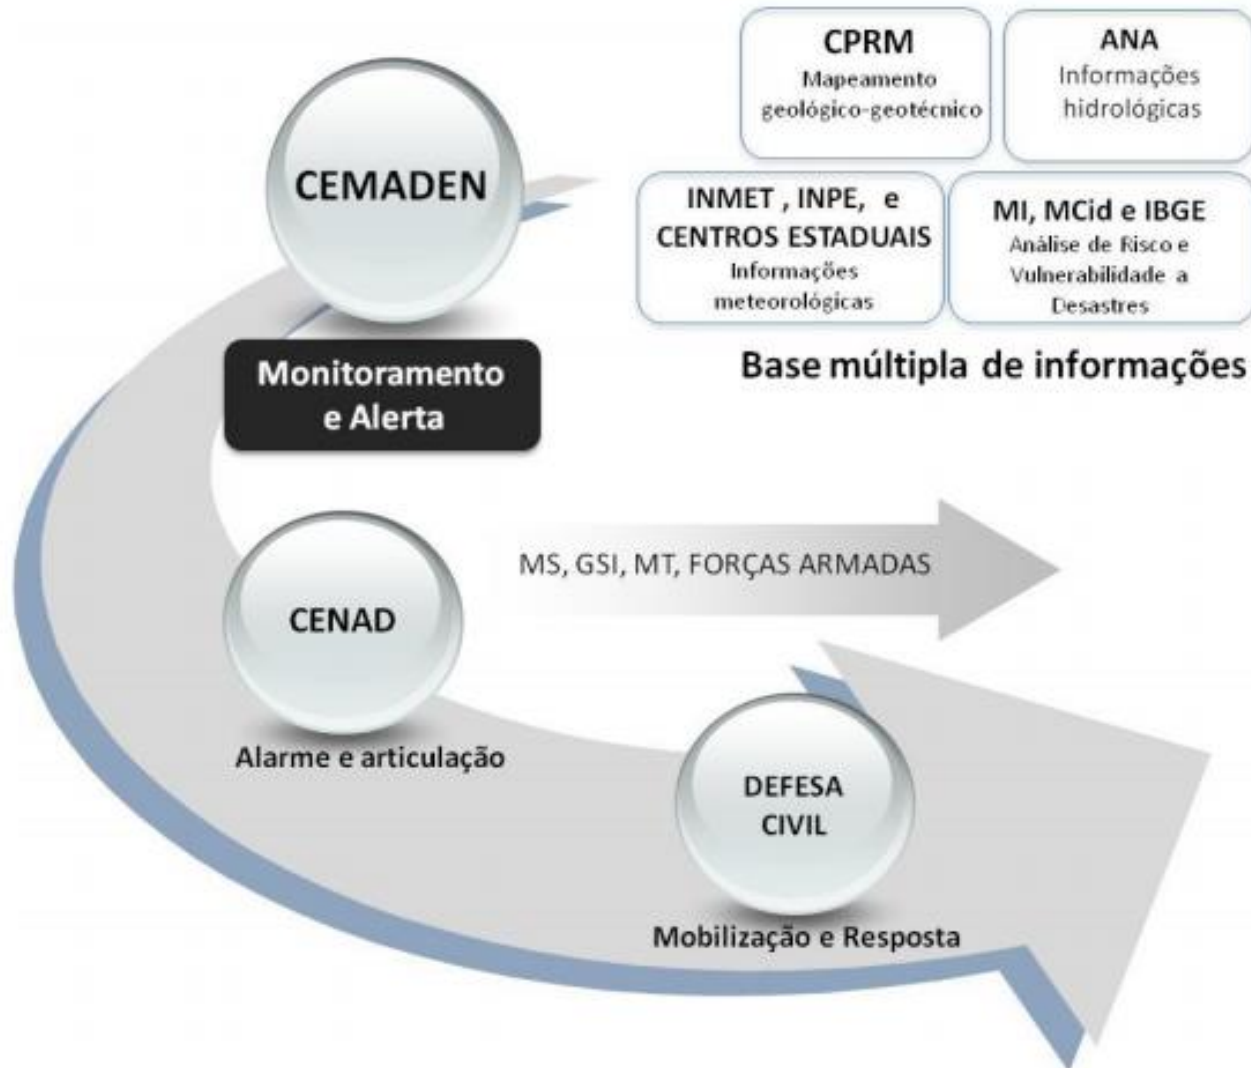 CPRM
Mapeamento
geológico-geotécnico
ANA
Informações
hidrológicas
CEMADEN
INMET , INPE, e
CENTROS ESTADUAIS
Informações
meteorológicas
MI, MCid e IBGE
Análise de Risco e
Vulnerabilidade a
Desastres
Base múltipla de informações
Monitoramento
e Alerta
MS, GSI, MT, FORÇAS ARMADAS
CENAD
Alarme e articulação
DEFESA
CIVIL
Mobilização e Resposta